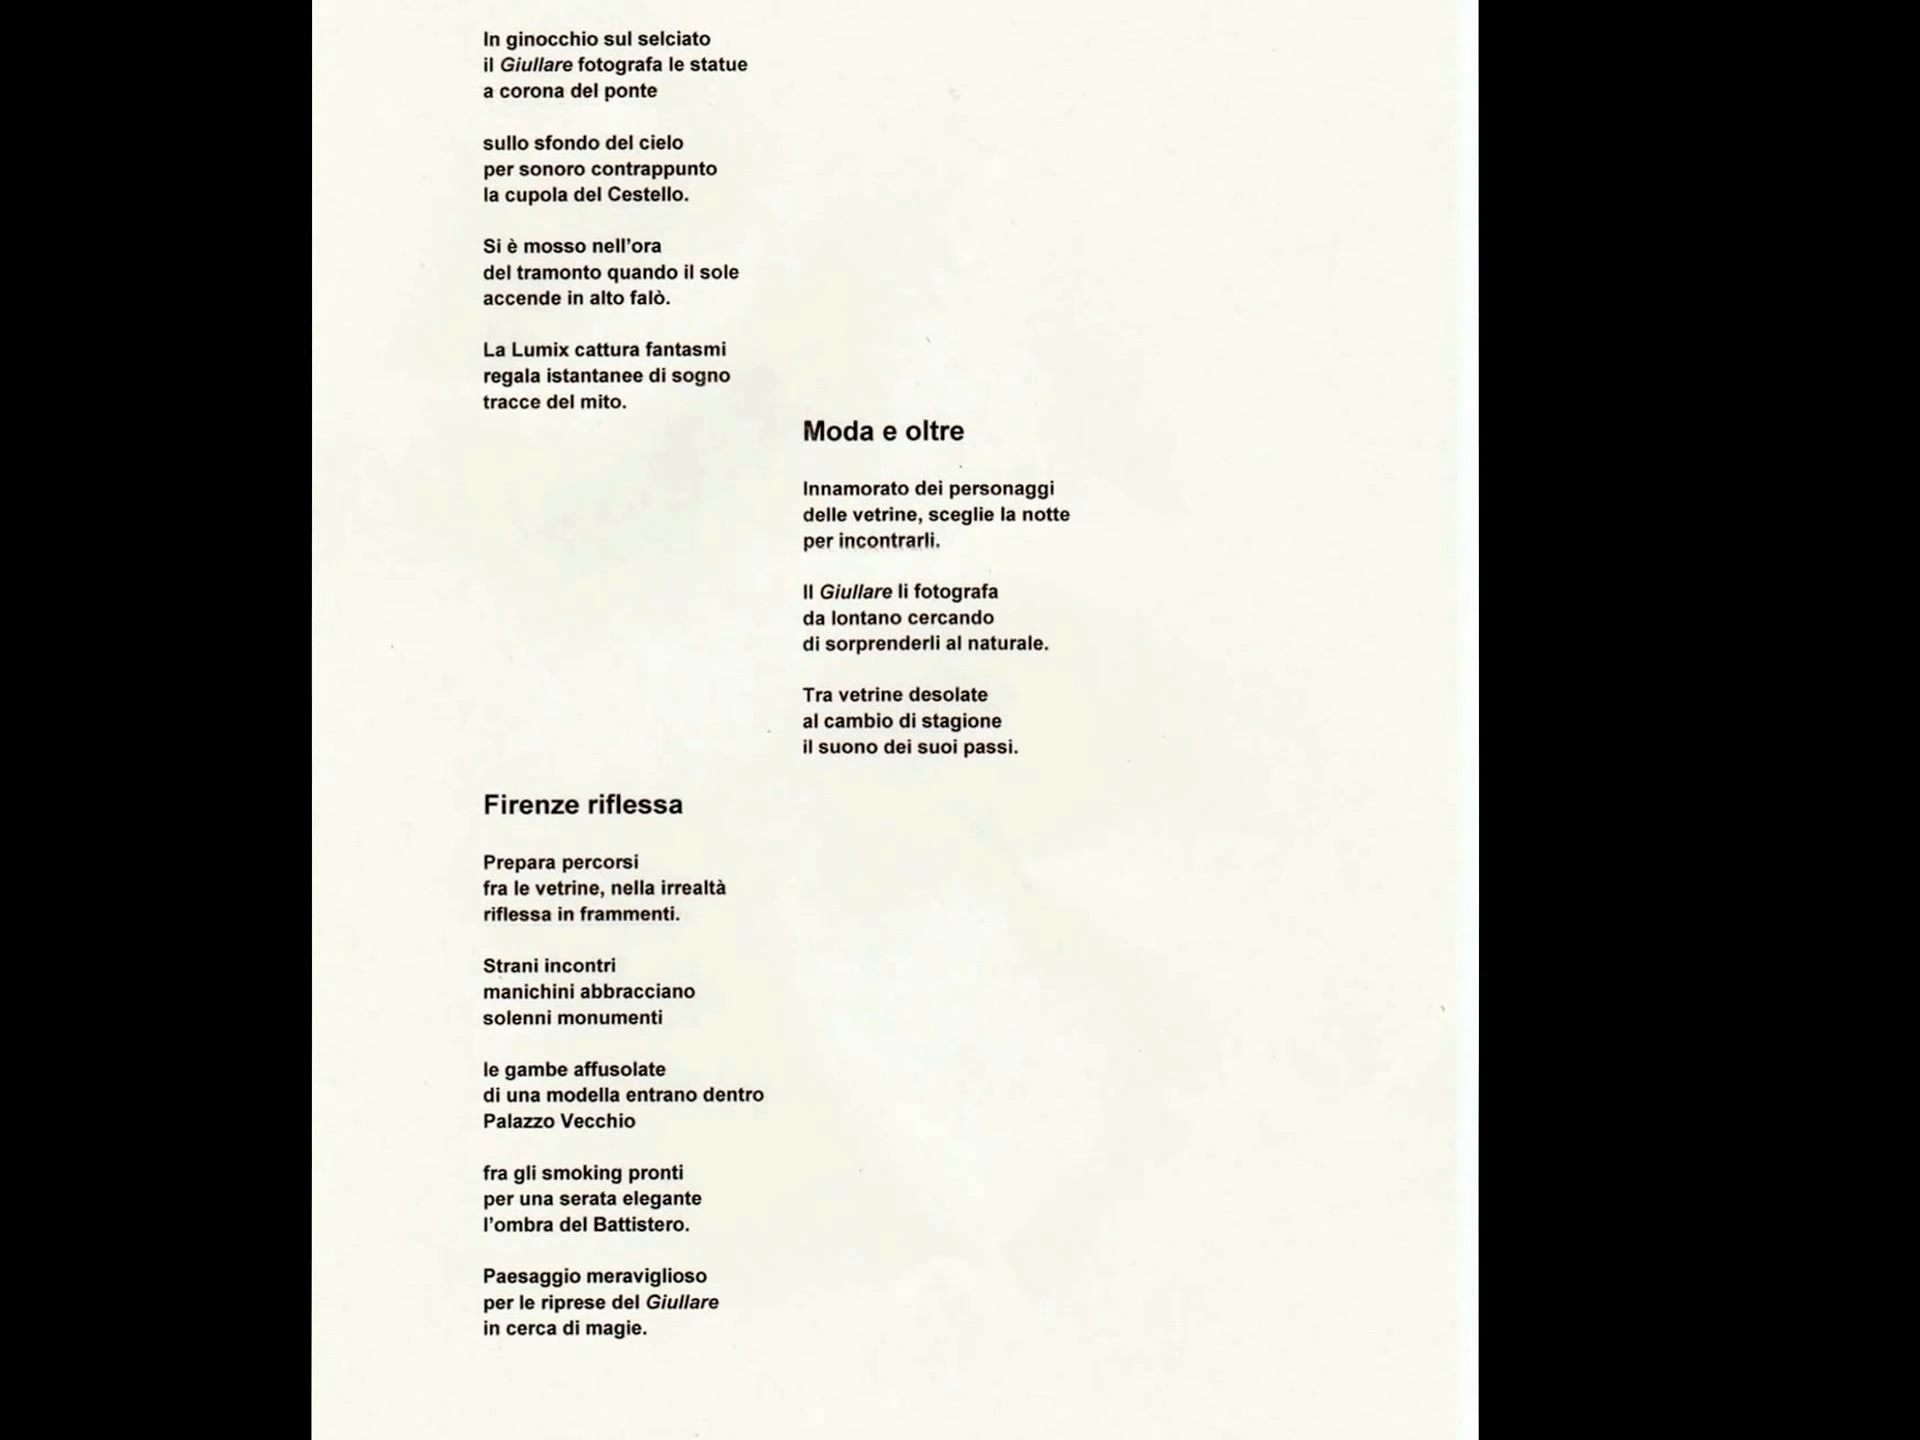 In ginocchio sul selciato
il Giullare fotografa le statue
a corona del ponte
sullo sfondo del cielo
per sonoro contrappunto
la cupola del Cestello.
Si è mosso nell’ora
del tramonto quando il sole
accende in alto falò.
La Lumix cattura fantasmi
regala istantanee di sogno
tracce del mito.
Moda e oltre
Innamorato dei personaggi
delle vetrine, sceglie la notte
per incontrarli.
Il Giullare li fotografa
da lontano cercando
di sorprenderli al naturale.
Tra vetrine desolate
al cambio di stagione
il suono dei suoi passi.
Firenze riflessa
Prepara percorsi
fra le vetrine, nella irrealtà
riflessa in frammenti.
Strani incontri
manichini abbracciano
solenni monumenti
le gambe affusolate
di una modella entrano dentro
Palazzo Vecchio
fra gli smoking pronti
per una serata elegante
l’ombra del Battistero.
Paesaggio meraviglioso
per le riprese del Giullare
in cerca di magie.